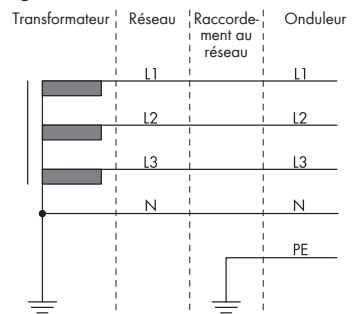 Transformateur
Réseau
Raccorde-
ment au
réseau
Onduleur
L1
L1
L2
L2
L3
L3
N
N
PE